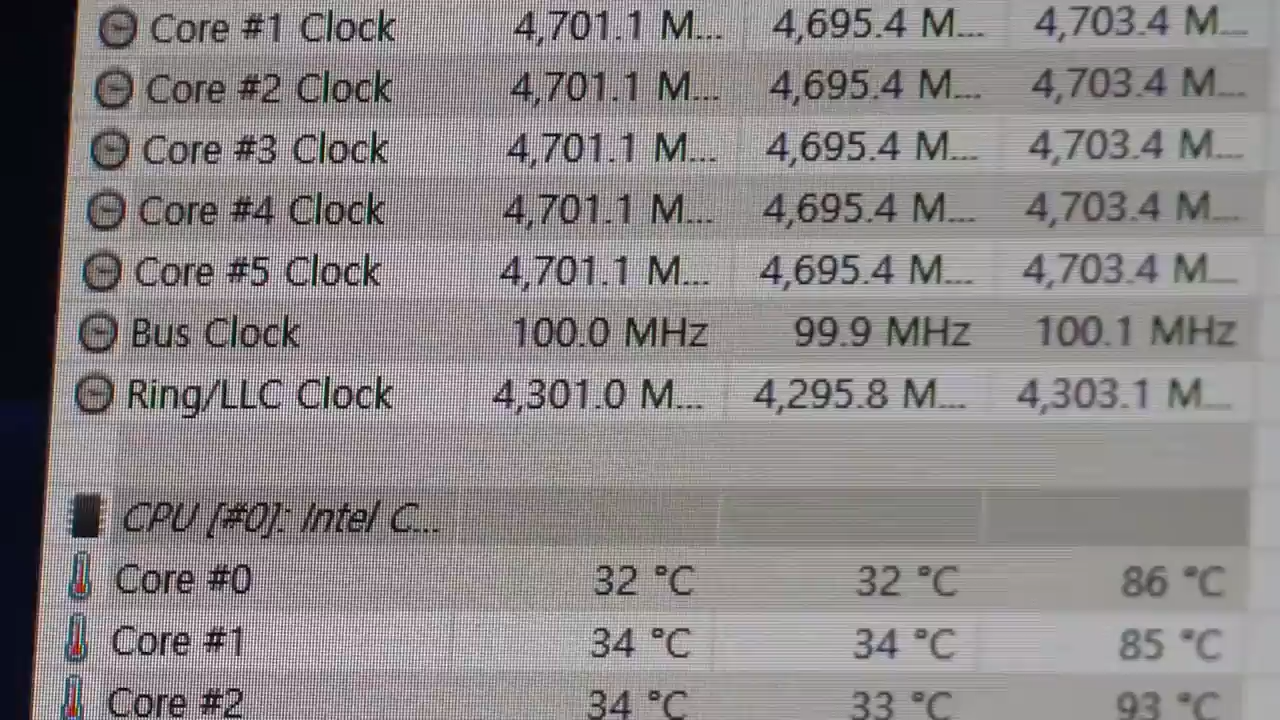 Core #1 Clock 4,701.1 M... 4,695.4 M... 4,703.4 M...
Core #2 Clock 4,701.1 M... 4,695.4 M... 4,703.4 M...
Core #3 Clock 4,701.1 M... 4,695.4 M... 4,703.4 M...
Core #4 Clock 4,701.1 M... 4,695.4 M... 4,703.4 M...
Core #5 Clock 4,701.1 M... 4,695.4 M... 4,703.4 M...
Bus Clock 100.0 MHz 99.9 MHz 100.1 MHz
Ring/LLC Clock 4,301.0 M... 4,295.8 M... 4,303.1 M...
CPU [#0]: Intel C...
Core #0 32 °C 32 °C 86 °C
Core #1 34 °C 34 °C 85 °C
Core #2 34 °C 33 °C 93 °C